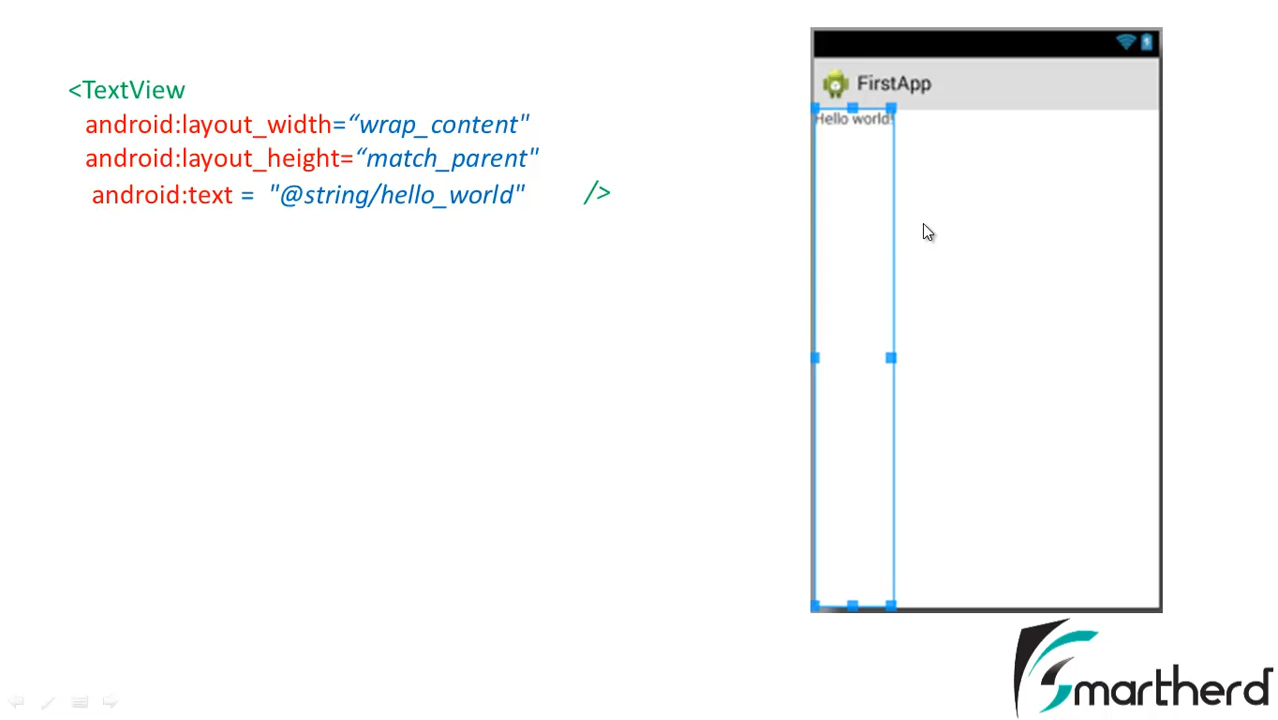 <TextView
android:layout_width=“wrap_content"
android:layout_height=“match_parent"
android:text = "@string/hello_world" />
FirstApp
Hello world!
Smartherd